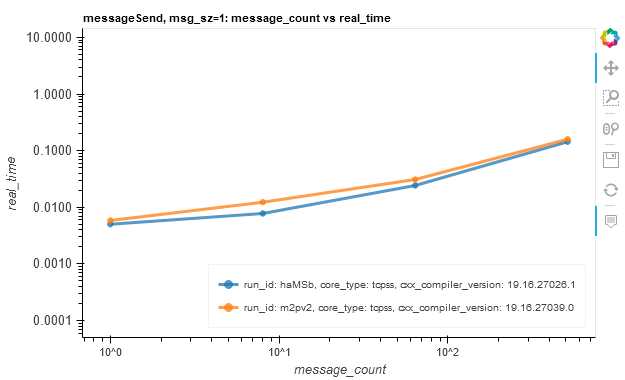 messageSend, msg_sz=1: message_count vs real_time
10.0000
1.0000
0.1000
0.0100
0.0010
0.0001
real_time
run_id: haMSb, core_type: tcpss, cxx_compiler_version: 19.16.27026.1
run_id: m2pv2, core_type: tcpss, cxx_compiler_version: 19.16.27039.0
10^0
10^1
10^2
message_count